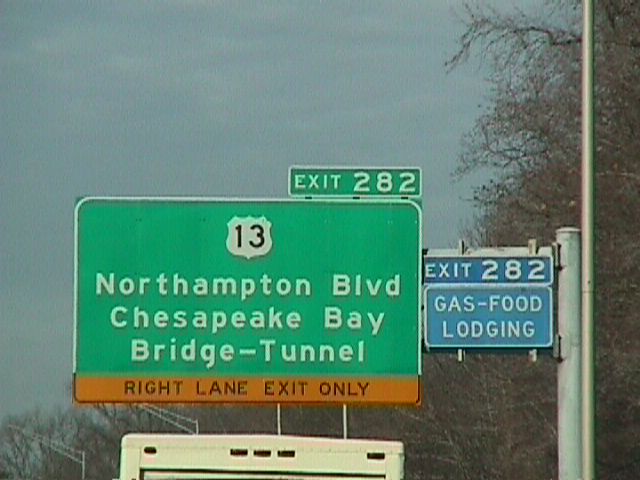 EXIT 282
13
Northampton Blvd
Chesapeake Bay
Bridge-Tunnel
RIGHT LANE EXIT ONLY
EXIT 282
GAS-FOOD
LODGING